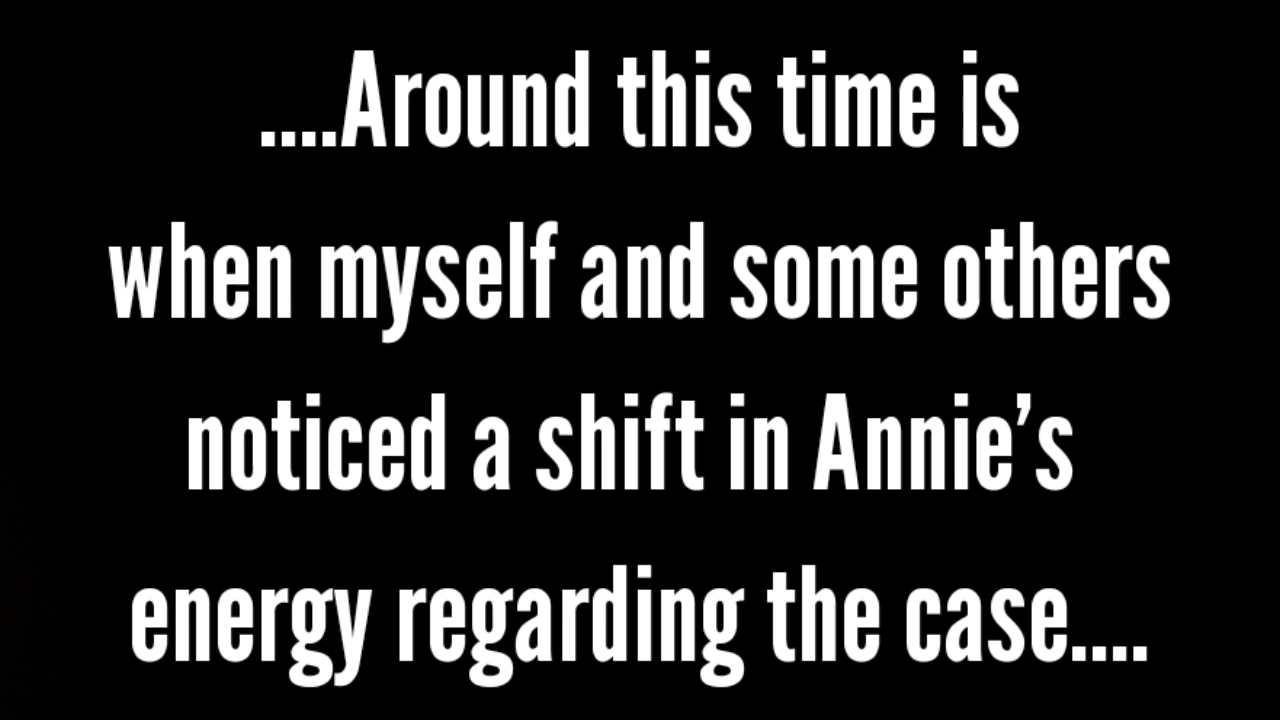 ....Around this time is
when myself and some others
noticed a shift in Annie’s
energy regarding the case....